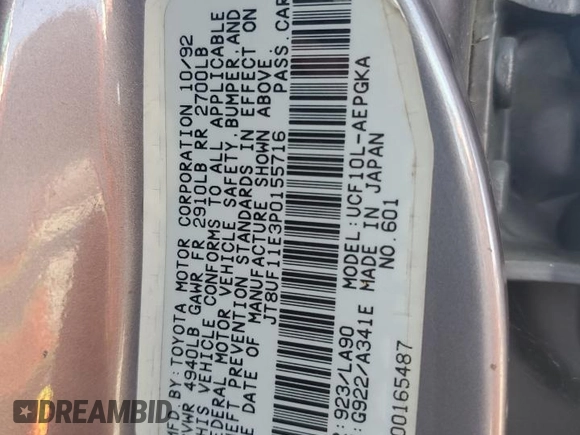 MFD.BY: TOYOTA MOTOR CORPORATION 10/92
GVWR 4940LB GAWR FR 2910LB RR 2700LB
THIS VEHICLE CONFORMS TO ALL APPLICABLE
FEDERAL MOTOR VEHICLE SAFETY, BUMPER, AND
THEFT PREVENTION STANDARDS IN EFFECT ON
THE DATE OF MANUFACTURE SHOWN ABOVE.
JT8UF11E3P0155716 PASS.CAR
: 923/LA90 MODEL: UCF10L-AEPGKA
: G922/A341E MADE IN JAPAN
NO.601
00165487
AUTOBIDCARS